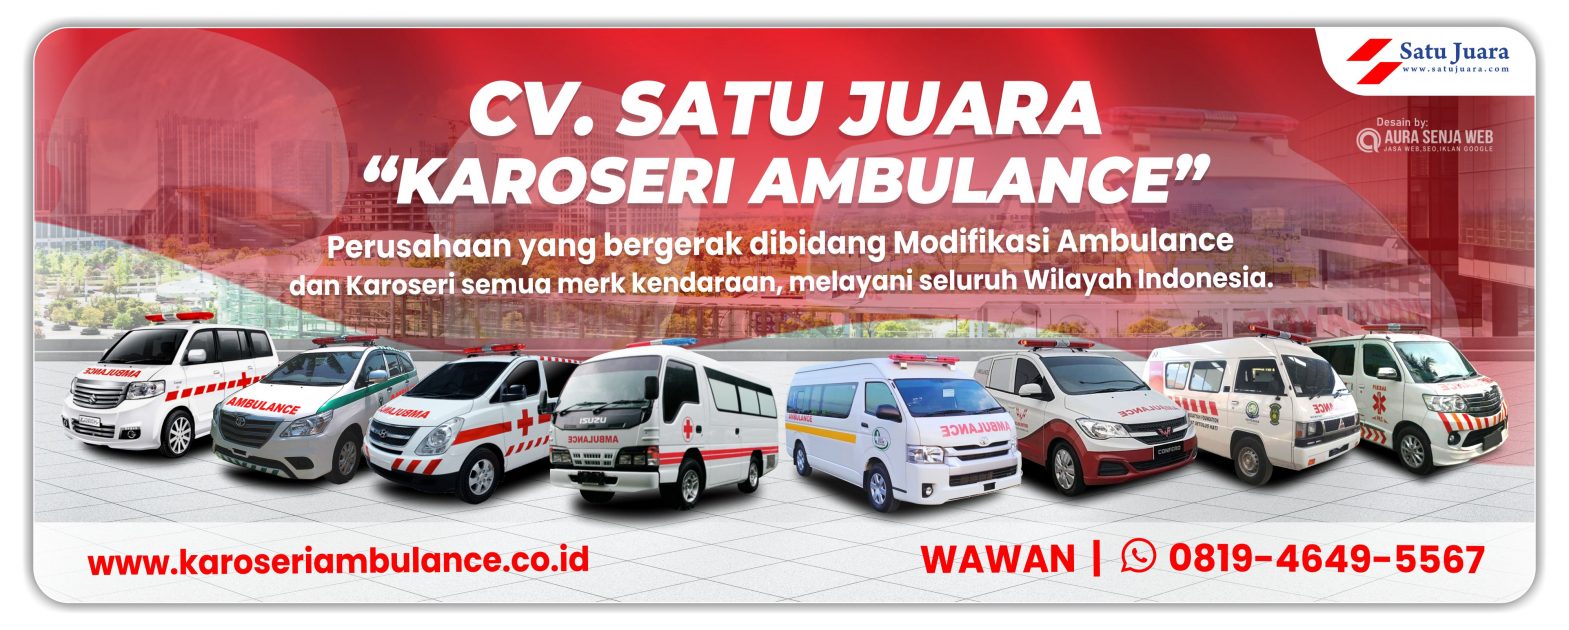 Satu Juara
www.satujuara.com
CV. SATU JUARA
“KAROSERI AMBULANCE”
Desain by:
AURA SENJA WEB
JASA WEB,SEO,IKLAN GOOGLE
Perusahaan yang bergerak dibidang Modifikasi Ambulance
dan Karoseri semua merk kendaraan, melayani seluruh Wilayah Indonesia.
AMBULANCE
AMBULANCE
AMBULANCE
ISUZU
AMBULANCE
AMBULANCE
AMBULANCE
AMBULANCE
CONFERO
www.karoseriambulance.co.id
WAWAN | 0819-4649-5567